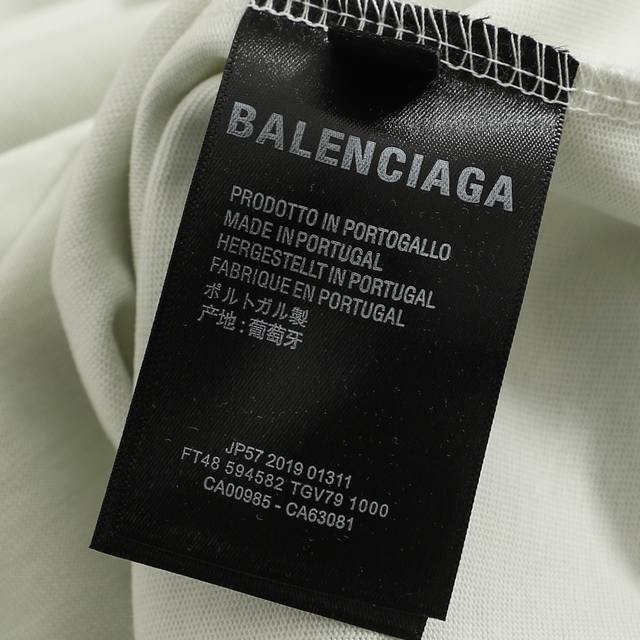 BALENCIAGA
PRODOTTO IN PORTOGALLO
MADE IN PORTUGAL
HERGESTELLT IN PORTUGAL
FABRIQUE EN PORTUGAL
ポルトガル製
产地:葡萄牙
JP57 2019 01311
FT48 594582 TGV79 1000
CA00985 - CA63081